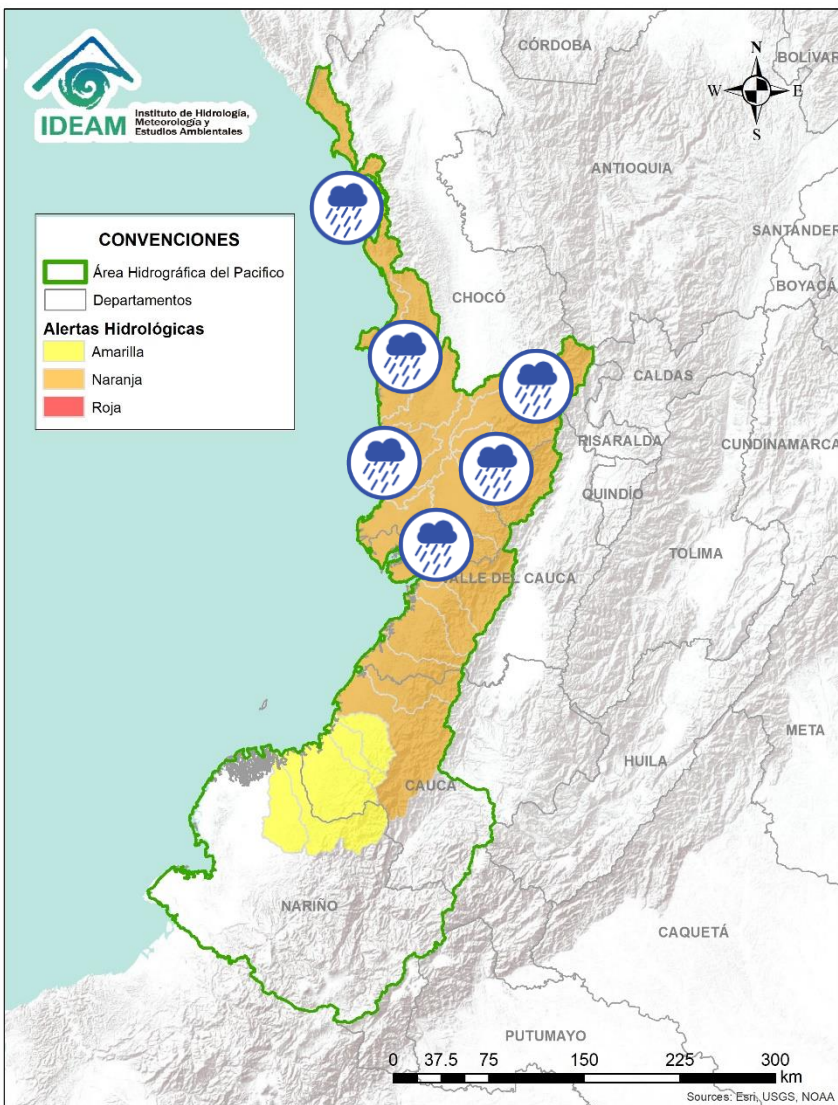 IDEAM
Instituto de Hidrología,
Meteorología y
Estudios Ambientales
CÓRDOBA
BOLÍVAR
N
W
E
S
ANTIOQUIA
SANTÁNDER
BOYACÁ
CONVENCIONES
Área Hidrográfica del Pacifico
Departamentos
Alertas Hidrológicas
Amarilla
Naranja
Roja
CHOCÓ
CALDAS
RISARALDA
CUNDINAMARCA
QUINDÍO
TOLIMA
VALLE DEL CAUCA
META
HUILA
CAUCA
NARIÑO
CAQUETÁ
PUTUMAYO
0 37.5 75 150 225 300
km
Sources: Esri, USGS, NOAA